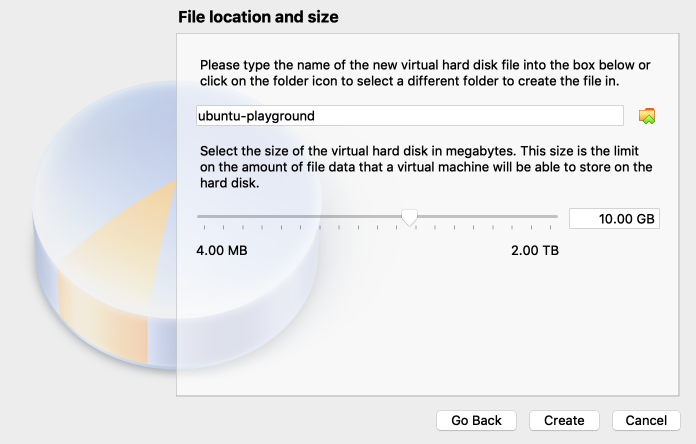 File location and size
Please type the name of the new virtual hard disk file into the box below or
click on the folder icon to select a different folder to create the file in.
ubuntu-playground
Select the size of the virtual hard disk in megabytes. This size is the limit
on the amount of file data that a virtual machine will be able to store on the
hard disk.
10.00 GB
4.00 MB
2.00 TB
Go Back
Create
Cancel